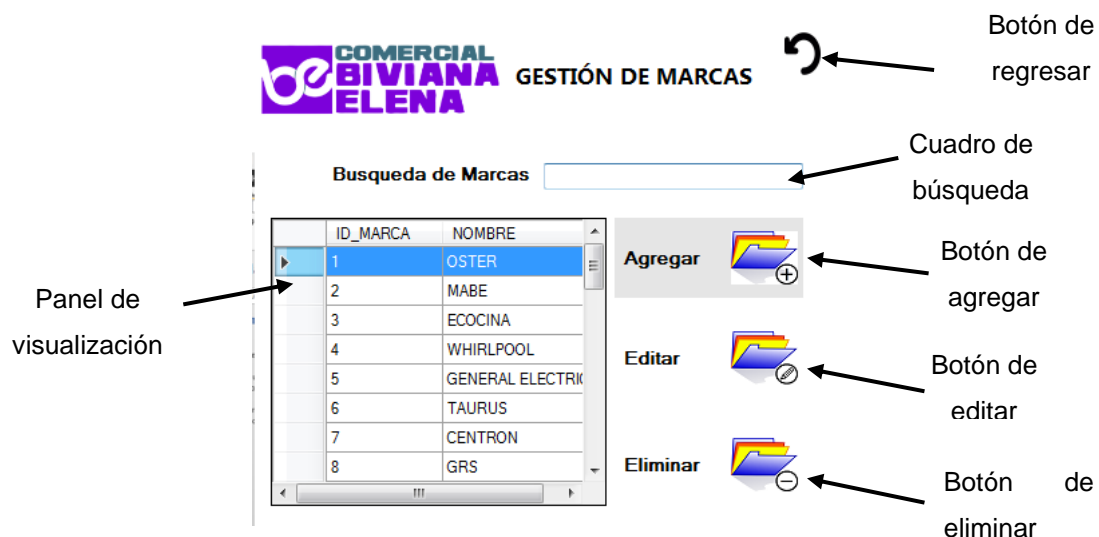 Botón de
regresar
COMERCIAL
BIVIANA
ELENA
be
GESTIÓN DE MARCAS
Cuadro de
búsqueda
Busqueda de Marcas
ID_MARCA NOMBRE
1 OSTER
2 MABE
3 ECOCINA
4 WHIRLPOOL
5 GENERAL ELECTRI
6 TAURUS
7 CENTRON
8 GRS
Panel de
visualización
Agregar
Botón de
agregar
Editar
Botón de
editar
Eliminar
Botón de
eliminar